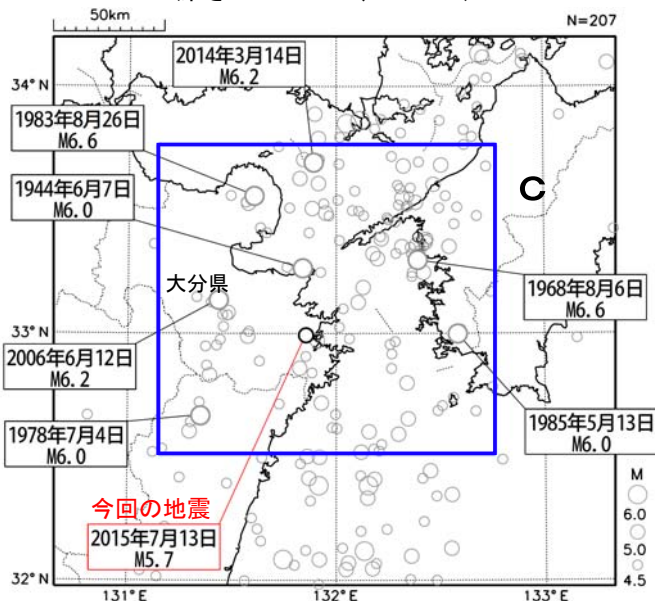 50km
N=207
2014年3月14日
M6.2
34°N
1983年8月26日
M6.6
1944年6月7日
M6.0
C
大分県
1968年8月6日
M6.6
33°N
2006年6月12日
M6.2
1978年7月4日
M6.0
1985年5月13日
M6.0
今回の地震
2015年7月13日
M5.7
M
6.0
5.0
4.5
32°N
131°E
132°E
133°E